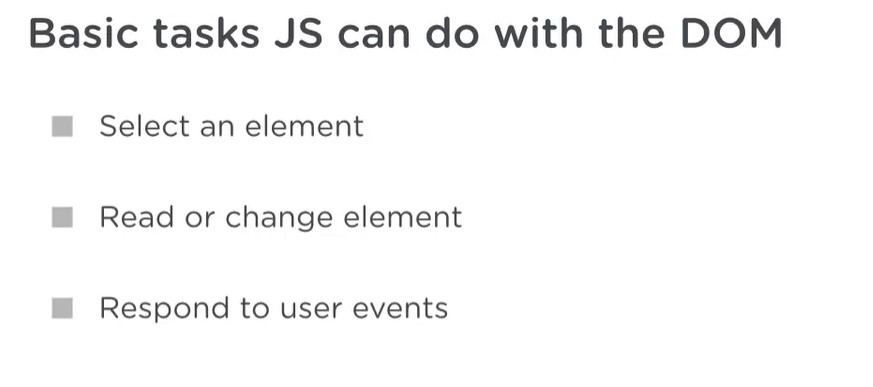 Basic tasks JS can do with the DOM
Select an element
Read or change element
Respond to user events